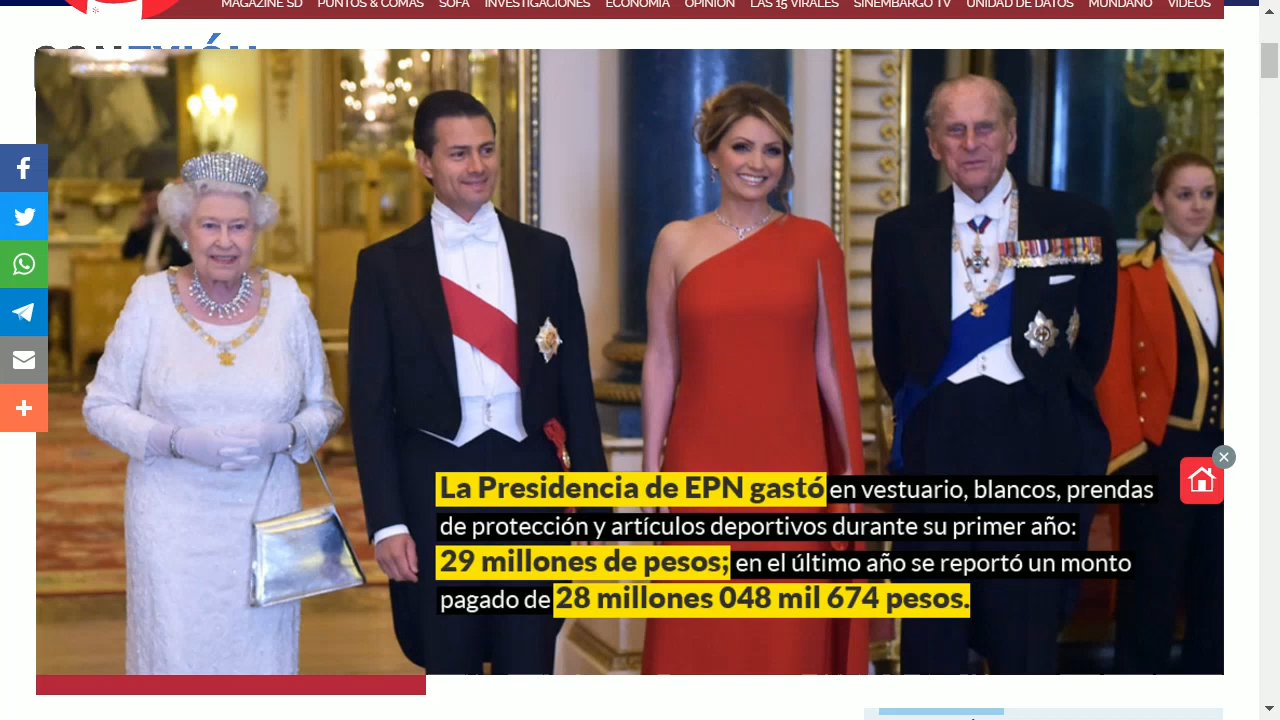 MAGAZINE SD PUNTOS & COMAS SOFÁ INVESTIGACIONES ECONOMÍA OPINIÓN LAS 15 VIRALES SINEMBARGO TV UNIDAD DE DATOS MUNDANO VIDEOS
La Presidencia de EPN gastó en vestuario, blancos, prendas
de protección y artículos deportivos durante su primer año:
29 millones de pesos; en el último año se reportó un monto
pagado de 28 millones 048 mil 674 pesos.